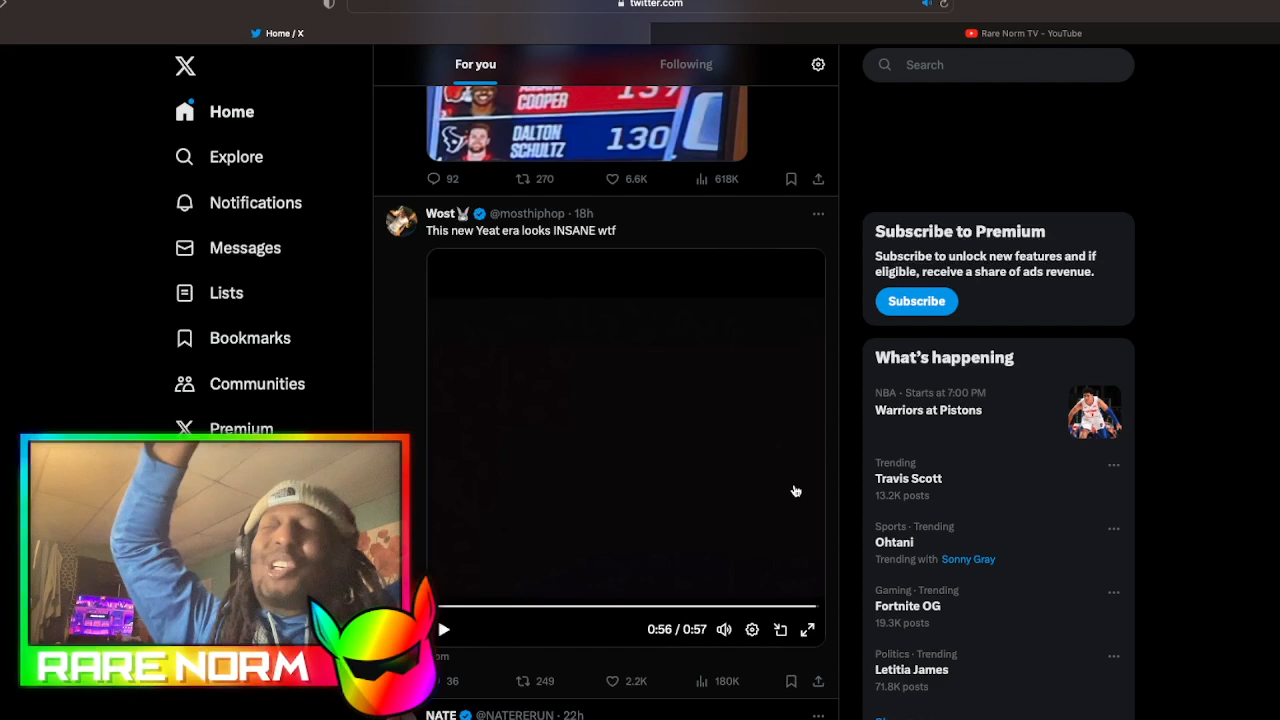 twitter.com
Home / X
Rare Norm TV - YouTube
For you
Following
Search
Home
Explore
Notifications
Messages
Lists
Bookmarks
Communities
Premium
COOPER
DALTON
SCHULTZ
130
92
270
6.6K
618K
Wost @mosthiphop · 18h
This new Yeat era looks INSANE wtf
0:56 / 0:57
36
249
2.2K
180K
NATE @NATERERUN · 22h
Subscribe to Premium
Subscribe to unlock new features and if
eligible, receive a share of ads revenue.
Subscribe
What's happening
NBA · Starts at 7:00 PM
Warriors at Pistons
Trending
Travis Scott
13.2K posts
Sports · Trending
Ohtani
Trending with Sonny Gray
Gaming · Trending
Fortnite OG
19.3K posts
Politics · Trending
Letitia James
71.8K posts
RARE NORM